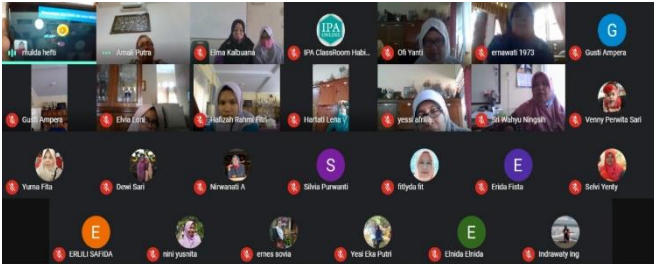 mulda hefti
Amali Putra
Elma Kalbuana
IPA
ONLINE
IPA ClassRoom Habi...
Ofi Yanti
ernawati 1973
G
Gusti Ampera
Gusti Ampera
Elvia Leni
Hafizah Rahmi Fitri
Hartati Lena V
yessi afrilia
Sri Wahyu Ningsih
Venny Perwita Sari
Yurna Fita
Dewi Sari
Nirwanati A
S
Silvia Purwanti
fitlyda fit
E
Erida Fista
Selvi Yenty
E
ERLILI SAFIDA
nini yusnita
ernes sovia
Yesi Eka Putri
E
Elnida Elnida
Indrawaty Ing